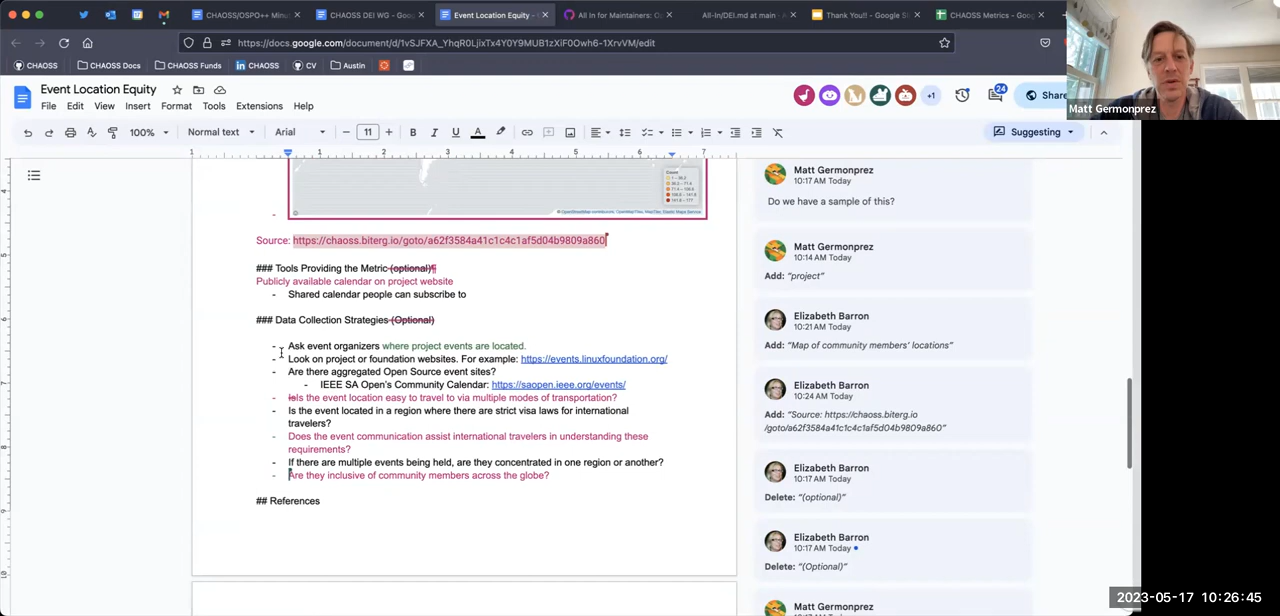 CHAOSS/OSPO++ Minu
CHAOSS DEI WG - Goog
Event Location Equity -
All In for Maintainers: O
All-In/DEI.md at main · A
Thank You!! - Google Sl
CHAOSS Metrics - Goog
https://docs.google.com/document/d/1vSJFXA_YhqR0LjixTx4Y0Y9MUB1zXiF0Owh6-1XrvVM/edit
CHAOSS
CHAOSS Docs
CHAOSS Funds
CHAOSS
CV
Austin
Matt Germonprez
Event Location Equity
File Edit View Insert Format Tools Extensions Help
24
+1
Share
100%
Normal text
Arial
11
Suggesting
1 1 2 3 4 5 6 7
Source: https://chaoss.biterg.io/goto/a62f3584a41c1c4c1af5d04b9809a860
### Tools Providing the Metric (optional)¶
Publicly available calendar on project website
- Shared calendar people can subscribe to
### Data Collection Strategies (Optional)
- Ask event organizers where project events are located.
- Look on project or foundation websites. For example: https://events.linuxfoundation.org/
- Are there aggregated Open Source event sites?
- IEEE SA Open's Community Calendar: https://saopen.ieee.org/events/
- isIs the event location easy to travel to via multiple modes of transportation?
- Is the event located in a region where there are strict visa laws for international
travelers?
- Does the event communication assist international travelers in understanding these
requirements?
- If there are multiple events being held, are they concentrated in one region or another?
- Are they inclusive of community members across the globe?
## References
Matt Germonprez
10:17 AM Today
Do we have a sample of this?
Matt Germonprez
10:14 AM Today
Add: “project”
Elizabeth Barron
10:21 AM Today
Add: “Map of community members' locations”
Elizabeth Barron
10:24 AM Today
Add: “Source: https://chaoss.biterg.io
/goto/a62f3584a41c1c4c1af5d04b9809a860”
Elizabeth Barron
10:17 AM Today
Delete: “(optional)”
Elizabeth Barron
10:17 AM Today
Delete: “(Optional)”
Matt Germonprez
2023-05-17 10:26:45